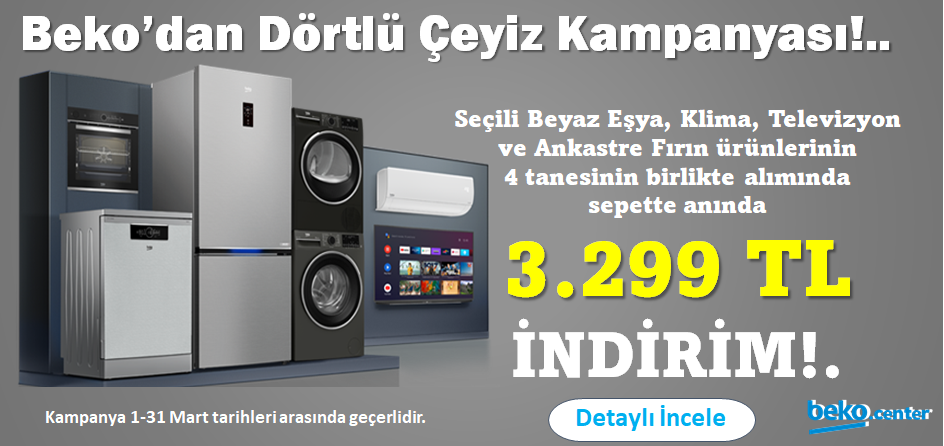 Beko’dan Dörtlü Çeyiz Kampanyası!..
Seçili Beyaz Eşya, Klima, Televizyon
ve Ankastre Fırın ürünlerinin
4 tanesinin birlikte alımında
sepette anında
3.299 TL
İNDİRİM!.
Kampanya 1-31 Mart tarihleri arasında geçerlidir.
Detaylı İncele
beko.center